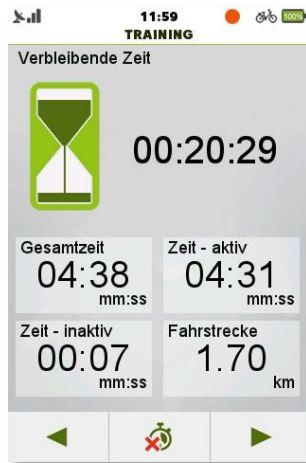 11:59
100%
TRAINING
Verbleibende Zeit
00:20:29
Gesamtzeit
04:38
mm:ss
Zeit - aktiv
04:31
mm:ss
Zeit - inaktiv
00:07
mm:ss
Fahrstrecke
1.70
km